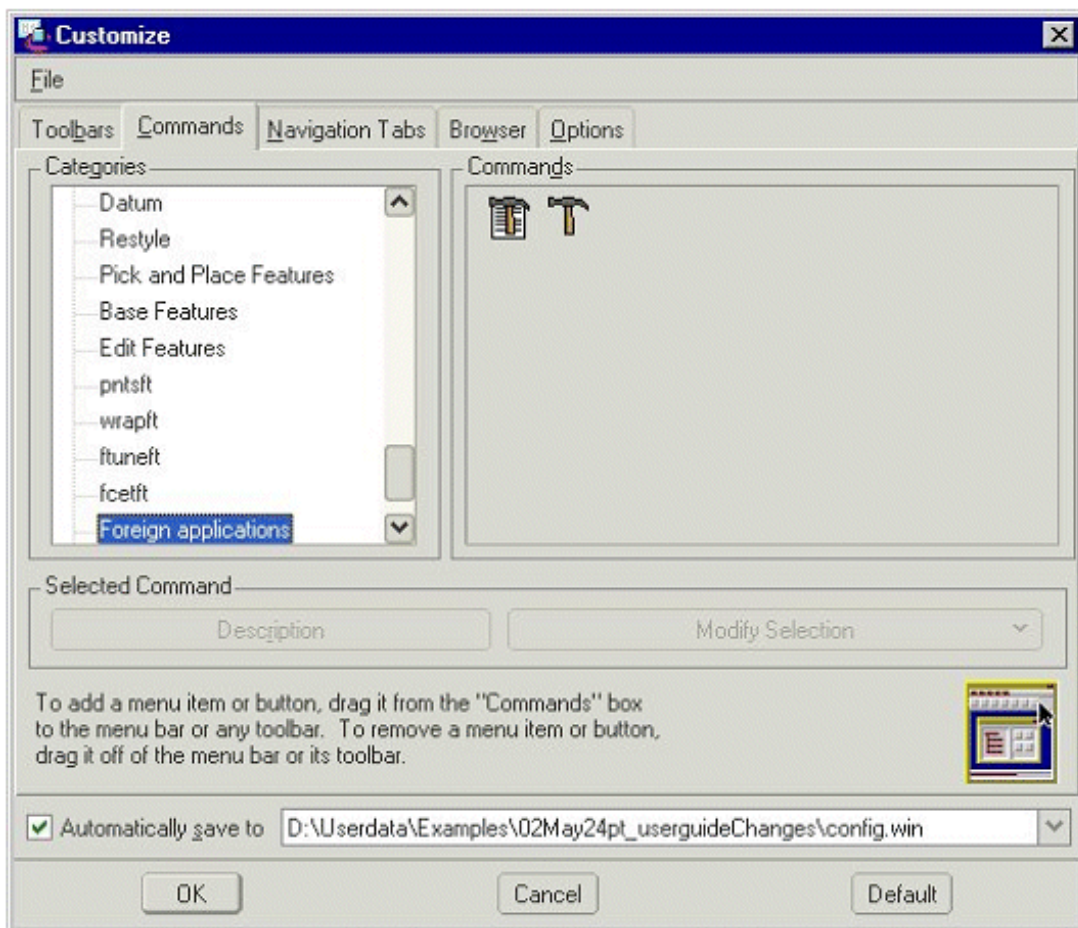 Customize
File
Toolbars Commands Navigation Tabs Browser Options
Categories
Datum
Restyle
Pick and Place Features
Base Features
Edit Features
pntsft
wrapft
ftuneft
fcetft
Foreign applications
Commands
Selected Command
Description Modify Selection
To add a menu item or button, drag it from the "Commands" box
to the menu bar or any toolbar. To remove a menu item or button,
drag it off of the menu bar or its toolbar.
Automatically save to D:\Userdata\Examples\02May24pt_userguideChanges\config.win
OK Cancel Default